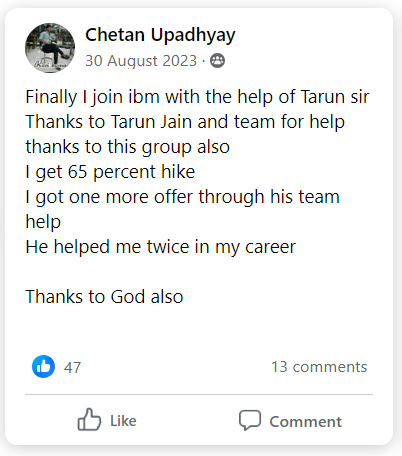 Chetan Upadhyay
30 August 2023 ·
Finally I join ibm with the help of Tarun sir
Thanks to Tarun Jain and team for help
thanks to this group also
I get 65 percent hike
I got one more offer through his team
help
He helped me twice in my career
Thanks to God also
47
13 comments
Like
Comment